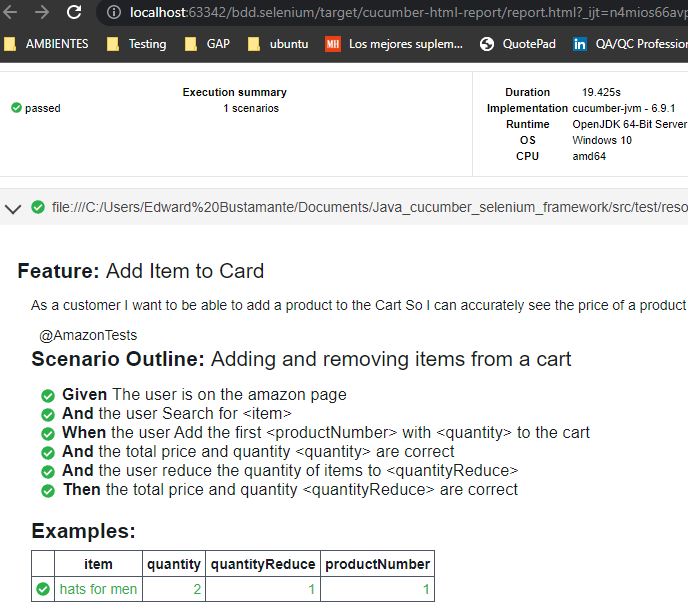 localhost:63342/bdd.selenium/target/cucumber-html-report/report.html?_ijt=n4mios66avp
AMBIENTES Testing GAP ubuntu MH Los mejores suplem... QuotePad in QA/QC Profession
Execution summary
passed 1 scenarios
Duration 19.425s
Implementation cucumber-jvm - 6.9.1
Runtime OpenJDK 64-Bit Server
OS Windows 10
CPU amd64
file:///C:/Users/Edward%20Bustamante/Documents/Java_cucumber_selenium_framework/src/test/reso
Feature: Add Item to Card
As a customer I want to be able to add a product to the Cart So I can accurately see the price of a product
@AmazonTests
Scenario Outline: Adding and removing items from a cart
Given The user is on the amazon page
And the user Search for <item>
When the user Add the first <productNumber> with <quantity> to the cart
And the total price and quantity <quantity> are correct
And the user reduce the quantity of items to <quantityReduce>
Then the total price and quantity <quantityReduce> are correct
Examples:
item quantity quantityReduce productNumber
hats for men 2 1 1